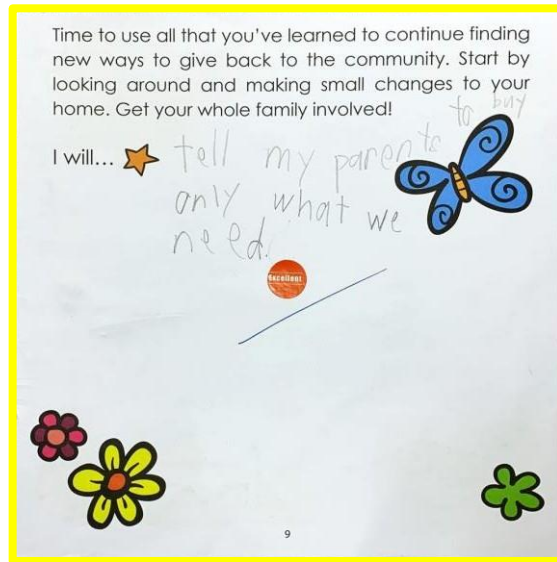 Time to use all that you’ve learned to continue finding
new ways to give back to the community. Start by
looking around and making small changes to your
home. Get your whole family involved!
I will... tell my parents to buy
only what we
need.
Excellent
9